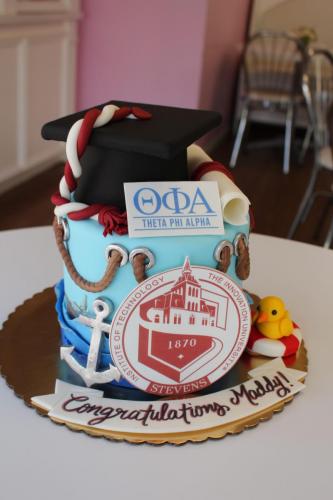 ΘΦΑ
THETA PHI ALPHA
INSTITUTE OF TECHNOLOGY
THE INNOVATION UNIVERSITY®
1870
STEVENS
Congratulations, Maddy!